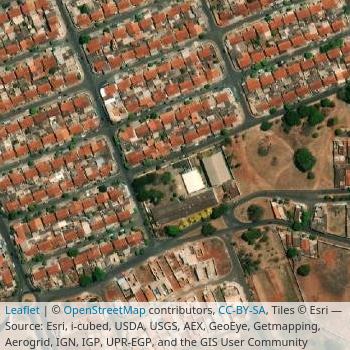 Leaflet | © OpenStreetMap contributors, CC-BY-SA, Tiles © Esri —
Source: Esri, i-cubed, USDA, USGS, AEX, GeoEye, Getmapping,
Aerogrid, IGN, IGP, UPR-EGP, and the GIS User Community